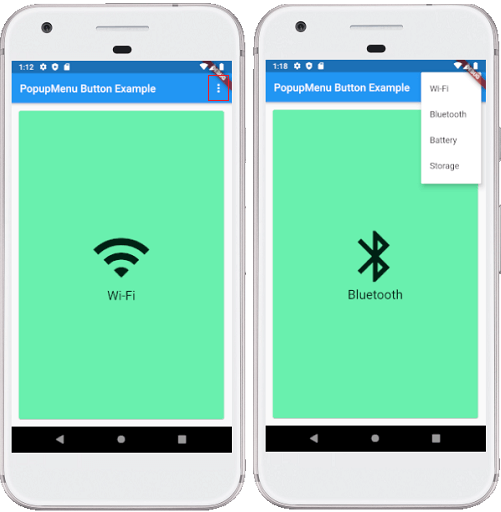 1:12
PopupMenu Button Example
Wi-Fi
1:18
PopupMenu Button Example
Wi-Fi
Bluetooth
Battery
Storage
Bluetooth